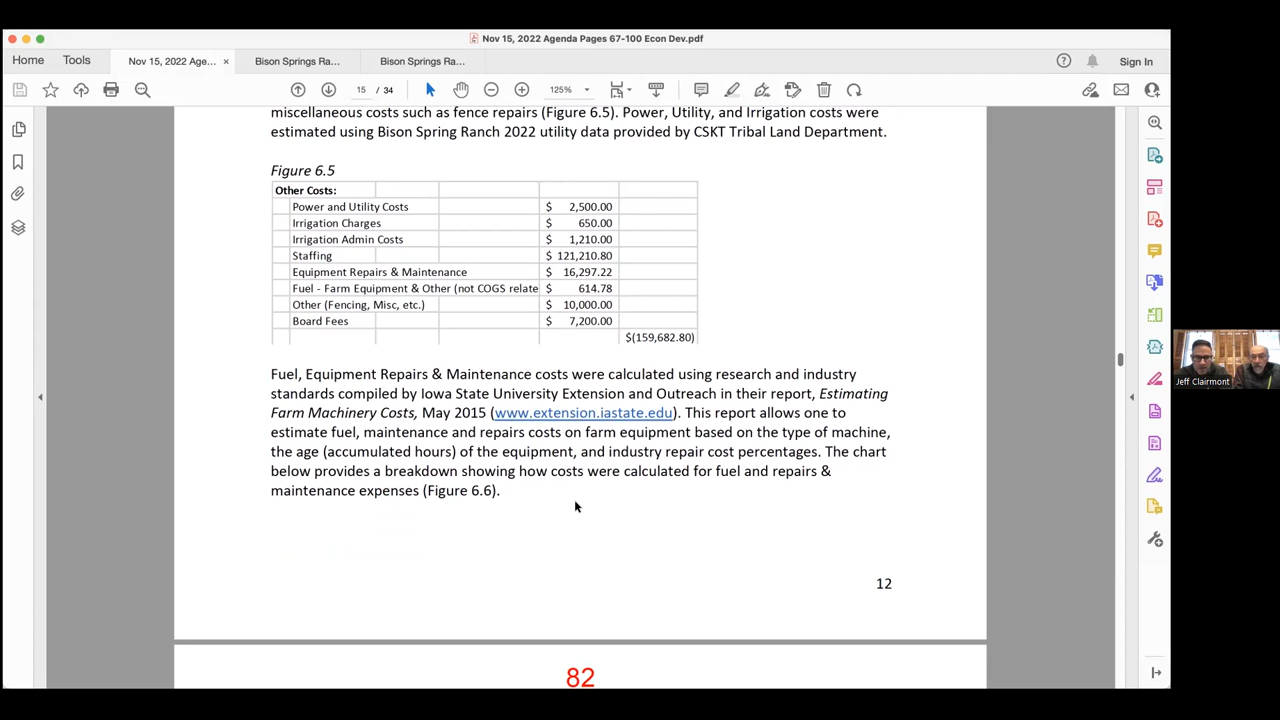 Nov 15, 2022 Agenda Pages 67-100 Econ Dev.pdf
Home Tools Nov 15, 2022 Age... × Bison Springs Ra... Bison Springs Ra... Sign In
15 / 34 125%
miscellaneous costs such as fence repairs (Figure 6.5). Power, Utility, and Irrigation costs were
estimated using Bison Spring Ranch 2022 utility data provided by CSKT Tribal Land Department.
Figure 6.5
Other Costs:
Power and Utility Costs $ 2,500.00
Irrigation Charges $ 650.00
Irrigation Admin Costs $ 1,210.00
Staffing $ 121,210.80
Equipment Repairs & Maintenance $ 16,297.22
Fuel - Farm Equipment & Other (not COGS relate $ 614.78
Other (Fencing, Misc, etc.) $ 10,000.00
Board Fees $ 7,200.00
$(159,682.80)
Fuel, Equipment Repairs & Maintenance costs were calculated using research and industry
standards compiled by Iowa State University Extension and Outreach in their report, Estimating
Farm Machinery Costs, May 2015 (www.extension.iastate.edu). This report allows one to
estimate fuel, maintenance and repairs costs on farm equipment based on the type of machine,
the age (accumulated hours) of the equipment, and industry repair cost percentages. The chart
below provides a breakdown showing how costs were calculated for fuel and repairs &
maintenance expenses (Figure 6.6).
12
82
Jeff Clairmont